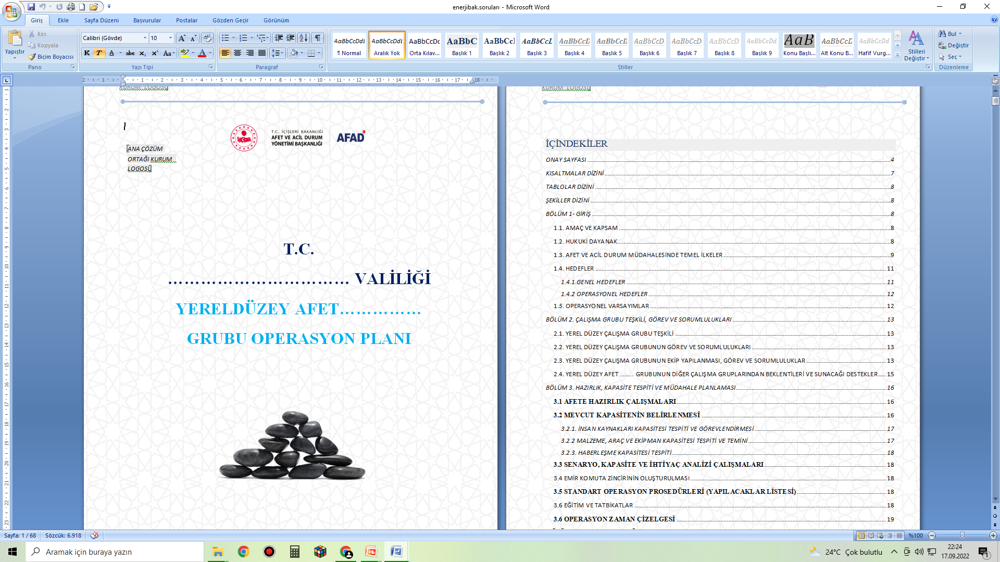 enerjibak.soruları - Microsoft Word
Giriş Ekle Sayfa Düzeni Başvurular Postalar Gözden Geçir Görünüm
Yapıştır
Kes
Kopyala
Biçim Boyacısı
Pano
Calibri (Gövde) 10
Yazı Tipi
Paragraf
¶ Normal Aralık Yok Orta Kılav... Başlık 1 Başlık 2 Başlık 3 Başlık 4 Başlık 5 Başlık 6 Başlık 7 Başlık 8 Başlık 9 Konu Başlı... Alt Konu B... Hafif Vurg...
Stiller
Stilleri Değiştir
Bul
Değiştir
Seç
Düzenleme
KURUM LOGOSU
T.C. İÇİŞLERİ BAKANLIĞI
AFET VE ACİL DURUM
YÖNETİMİ BAŞKANLIĞI
AFAD
ANA ÇÖZÜM
ORTAĞI KURUM
LOGOSU
T.C.
…………………………… VALİLİĞİ
YERELDÜZEY AFET……………
GRUBU OPERASYON PLANI
KURUM LOGOSU
İÇİNDEKİLER
ONAY SAYFASI 4
KISALTMALAR DİZİNİ 7
TABLOLAR DİZİNİ 8
ŞEKİLLER DİZİNİ 8
BÖLÜM 1- GİRİŞ 8
1.1. AMAÇ VE KAPSAM 8
1.2. HUKUKİ DAYANAK 8
1.3. AFET VE ACİL DURUM MÜDAHALESİNDE TEMEL İLKELER 9
1.4. HEDEFLER 11
1.4.1.GENEL HEDEFLER 11
1.4.2 OPERASYONEL HEDEFLER 12
1.5. OPERASYONEL VARSAYIMLAR 12
BÖLÜM 2. ÇALIŞMA GRUBU TEŞKİLİ, GÖREV VE SORUMLULUKLARI 13
2.1. YEREL DÜZEY ÇALIŞMA GRUBU TEŞKİLİ 13
2.2. YEREL DÜZEY ÇALIŞMA GRUBUNUN GÖREV VE SORUMLULUKLARI 13
2.3. YEREL DÜZEY ÇALIŞMA GRUBUNUN EKİP YAPILANMASI, GÖREV VE SORUMLULUKLAR 13
2.4. YEREL DÜZEY AFET ........ GRUBUNUN DİĞER ÇALIŞMA GRUPLARINDAN BEKLENTİLERİ VE SUNACAĞI DESTEKLER 15
BÖLÜM 3. HAZIRLIK, KAPASİTE TESPİTİ VE MÜDAHALE PLANLAMASI 16
3.1 AFETE HAZIRLIK ÇALIŞMALARI 16
3.2 MEVCUT KAPASİTENİN BELİRLENMESİ 16
3.2.1. İNSAN KAYNAKLARI KAPASİTESİ TESPİTİ VE GÖREVLENDİRMESİ 17
3.2.2 MALZEME, ARAÇ VE EKİPMAN KAPASİTESİ TESPİTİ VE TEMİNİ 17
3.2.3. HABERLEŞME KAPASİTESİ TESPİTİ 18
3.3 SENARYO, KAPASİTE VE İHTİYAÇ ANALİZİ ÇALIŞMALARI 18
3.4 EMİR KOMUTA ZİNCİRİNİN OLUŞTURULMASI 18
3.5 STANDART OPERASYON PROSEDÜRLERİ (YAPILACAKLAR LİSTESİ) 18
3.6 EĞİTİM VE TATBİKATLAR 18
3.6 OPERASYON ZAMAN ÇİZELGESİ 19
Sayfa: 1 / 68 Sözcük: 6.918 %100
Aramak için buraya yazın
24°C Çok bulutlu
22:24
17.09.2022